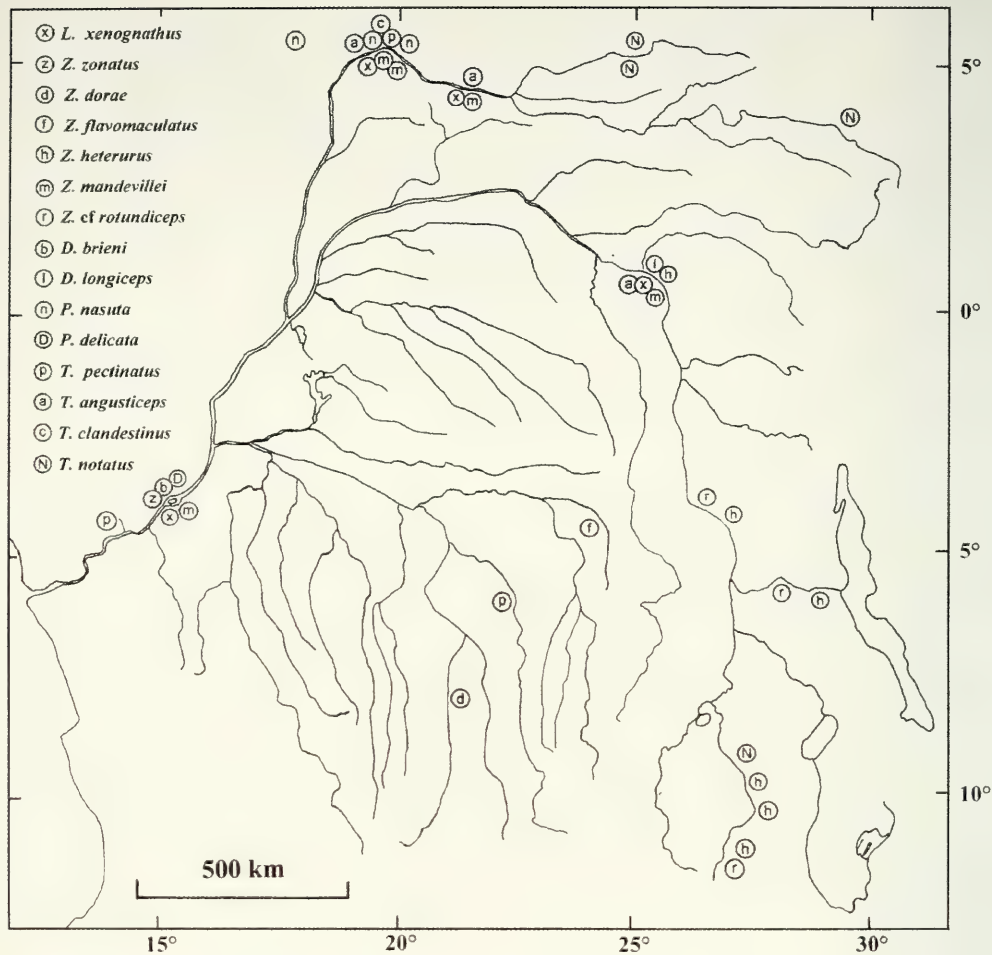 x L. xenognathus
z Z. zonatus
d Z. dorae
f Z. flavomaculatus
h Z. heterurus
m Z. mandevillei
r Z. cf rotundiceps
b D. brieni
l D. longiceps
n P. nasuta
D P. delicata
p T. pectinatus
a T. angusticeps
c T. clandestinus
N T. notatus
c
n a n p n N
x m m N
a
x m
N
5°
l h
a x m
0°
D
b
z
x m
p
r
h
f
5°
p
r h
d
N
h
h
10°
h
r
500 km
15° 20° 25° 30°